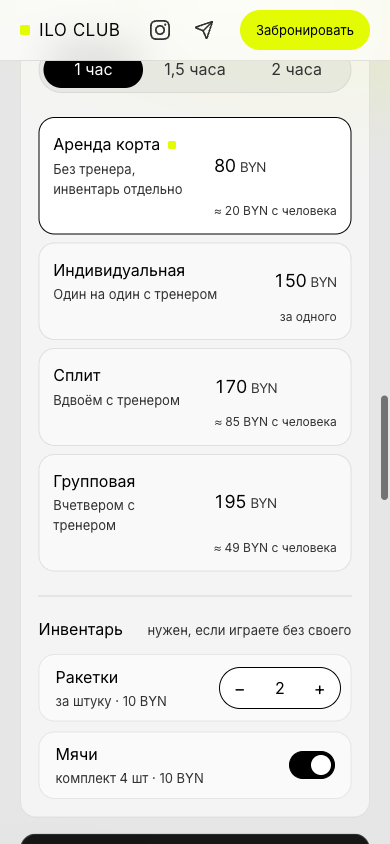 ILO CLUB
Забронировать
1 час
1,5 часа
2 часа
Аренда корта
Без тренера,
инвентарь отдельно
80 BYN
≈ 20 BYN с человека
Индивидуальная
Один на один с тренером
150 BYN
за одного
Сплит
Вдвоём с тренером
170 BYN
≈ 85 BYN с человека
Групповая
Вчетвером с
тренером
195 BYN
≈ 49 BYN с человека
Инвентарь
нужен, если играете без своего
Ракетки
за штуку · 10 BYN
− 2 +
Мячи
комплект 4 шт · 10 BYN